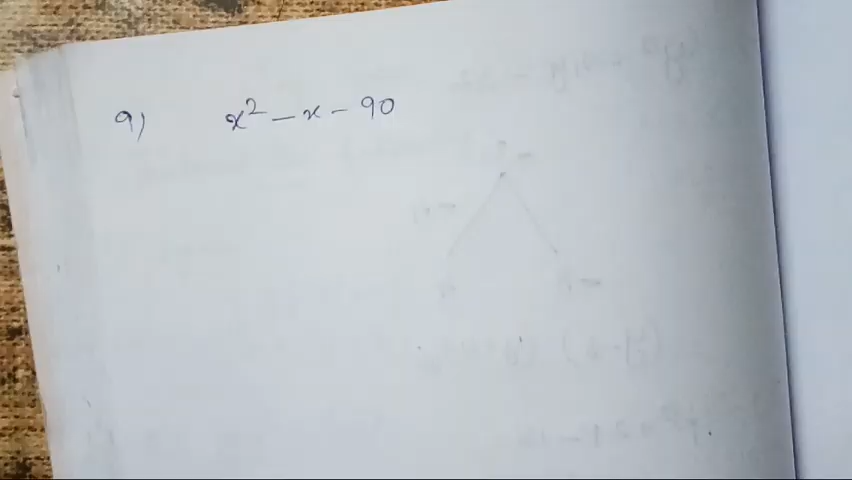 9) x² - x - 90